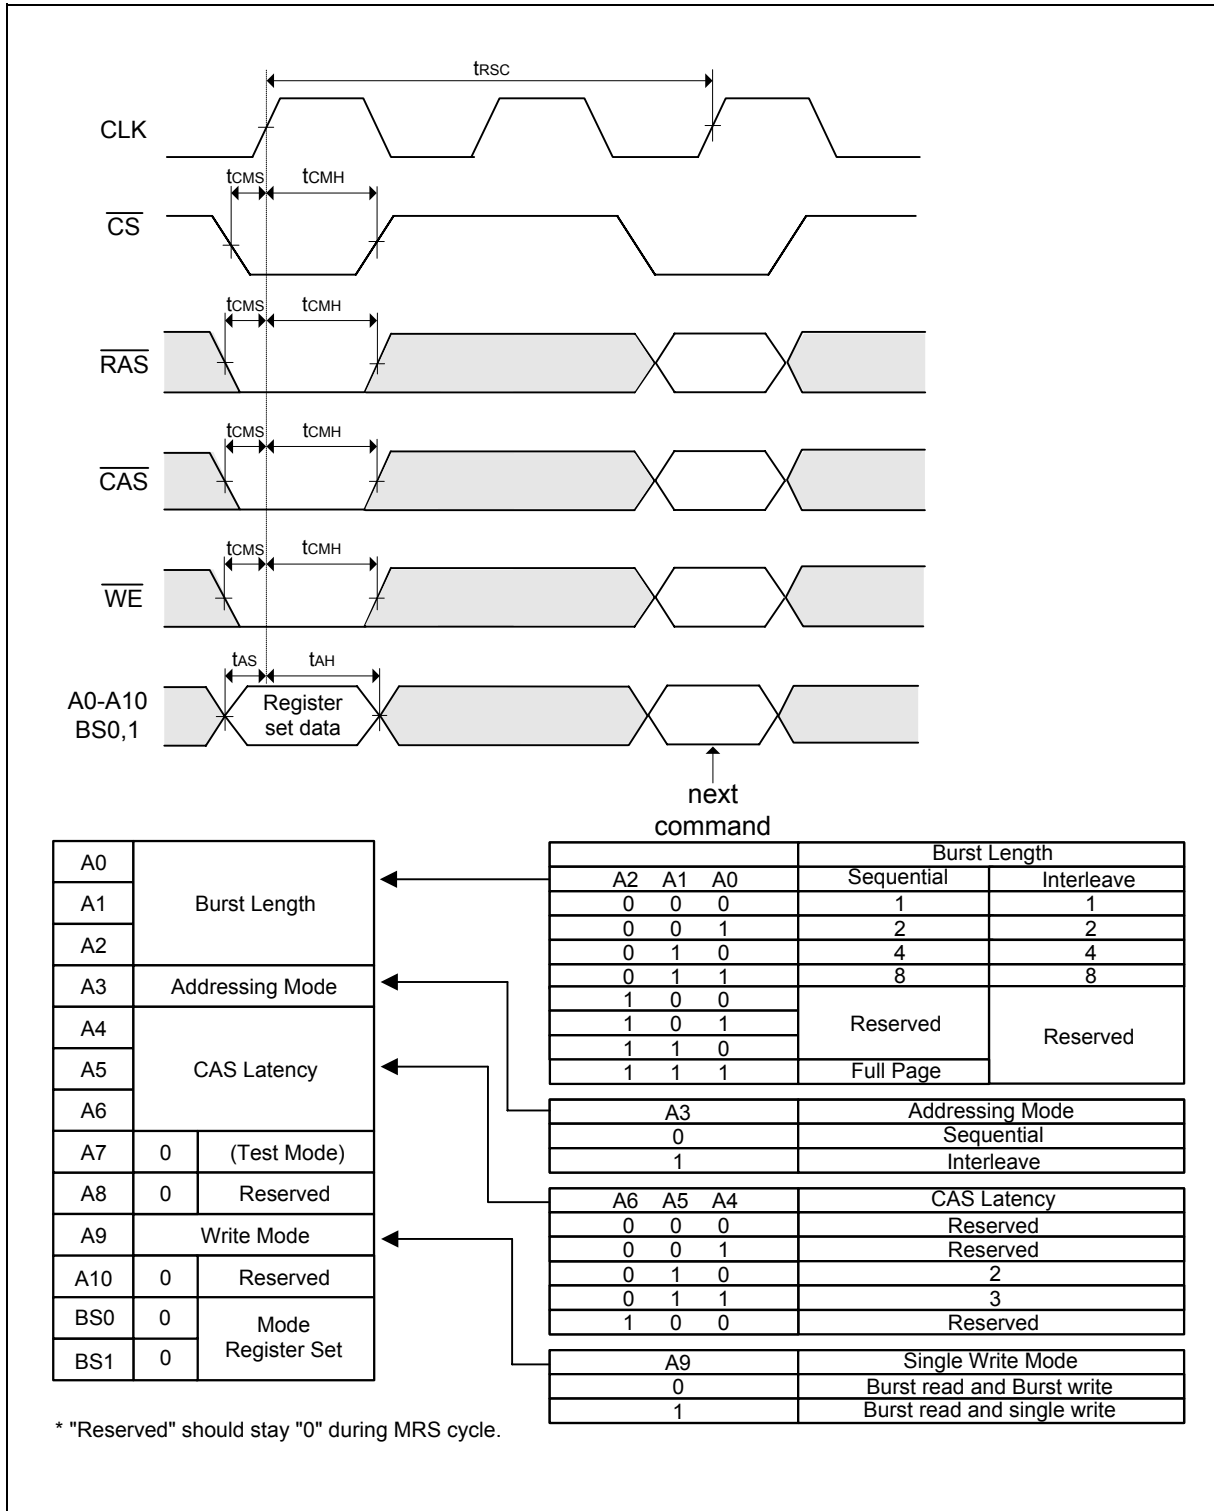 tRSC
CLK
tCMS tCMH
CS
tCMS tCMH
RAS
tCMS tCMH
CAS
tCMS tCMH
WE
tAS tAH
A0-A10
BS0,1
Register
set data
next
command
A0
A1
A2
Burst Length
A3 Addressing Mode
A4
A5
A6
CAS Latency
A7 0 (Test Mode)
A8 0 Reserved
A9 Write Mode
A10 0 Reserved
BS0 0
BS1 0
Mode
Register Set
Burst Length
A2 A1 A0 Sequential Interleave
0 0 0 1 1
0 0 1 2 2
0 1 0 4 4
0 1 1 8 8
1 0 0
1 0 1 Reserved Reserved
1 1 0
1 1 1 Full Page
A3 Addressing Mode
0 Sequential
1 Interleave
A6 A5 A4 CAS Latency
0 0 0 Reserved
0 0 1 Reserved
0 1 0 2
0 1 1 3
1 0 0 Reserved
A9 Single Write Mode
0 Burst read and Burst write
1 Burst read and single write
* "Reserved" should stay "0" during MRS cycle.